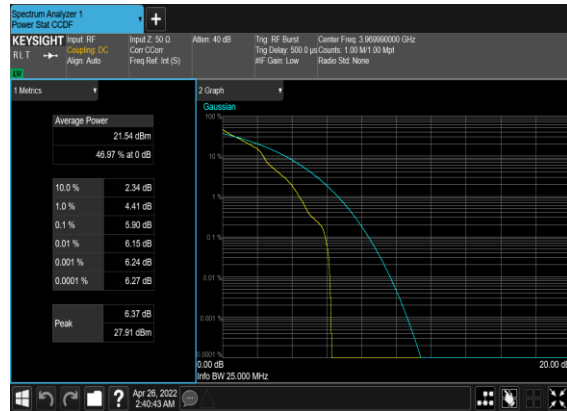 Spectrum Analyzer 1
Power Stat CCDF
KEYSIGHT
Input: RF
Input Z: 50 Ω
Atten: 40 dB
Trig: RF Burst
Center Freq: 3.969990000 GHz
RLT
Coupling: DC
Corr CCorr
Trig Delay: 500.0 µs
Counts: 1.00 M/1.00 Mpt
Align: Auto
Freq Ref: Int (S)
#IF Gain: Low
Radio Std: None
1 Metrics
Average Power
21.54 dBm
46.97 % at 0 dB
10.0 % 2.34 dB
1.0 % 4.41 dB
0.1 % 5.90 dB
0.01 % 6.15 dB
0.001 % 6.24 dB
0.0001 % 6.27 dB
Peak 6.37 dB
27.91 dBm
2 Graph
Gaussian
100 %
10 %
1 %
0.1 %
0.01 %
0.001 %
0.0001 %
0.00 dB
20.00 dB
Info BW 25.000 MHz
?
Apr 26, 2022
2:40:43 AM